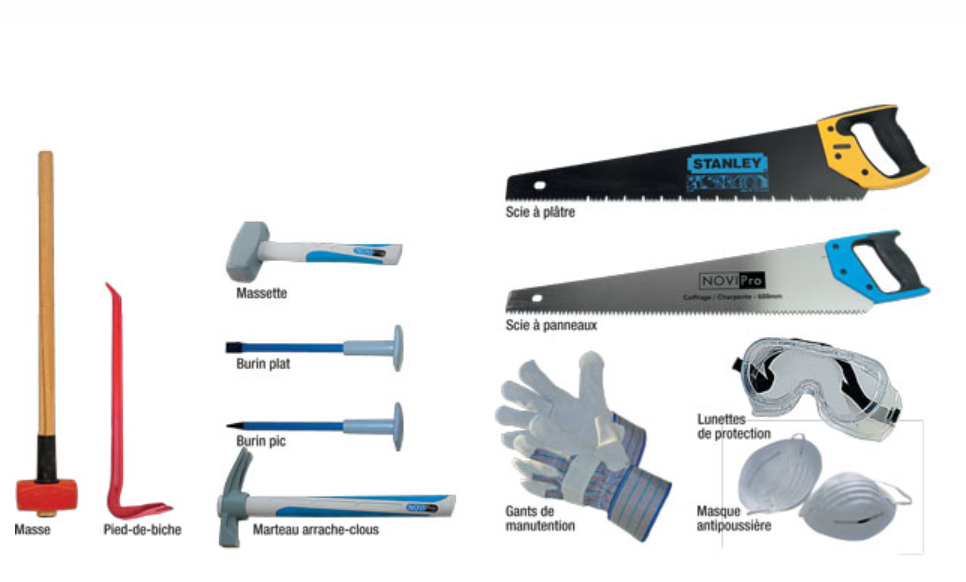 STANLEY
Scie à plâtre
NOVIPro
Coffrage / Charpente - 600mm
Scie à panneaux
Massette
Burin plat
Burin pic
NOVIPro
Marteau arrache-clous
Masse
Pied-de-biche
Gants de
manutention
Lunettes
de protection
Masque
antipoussière